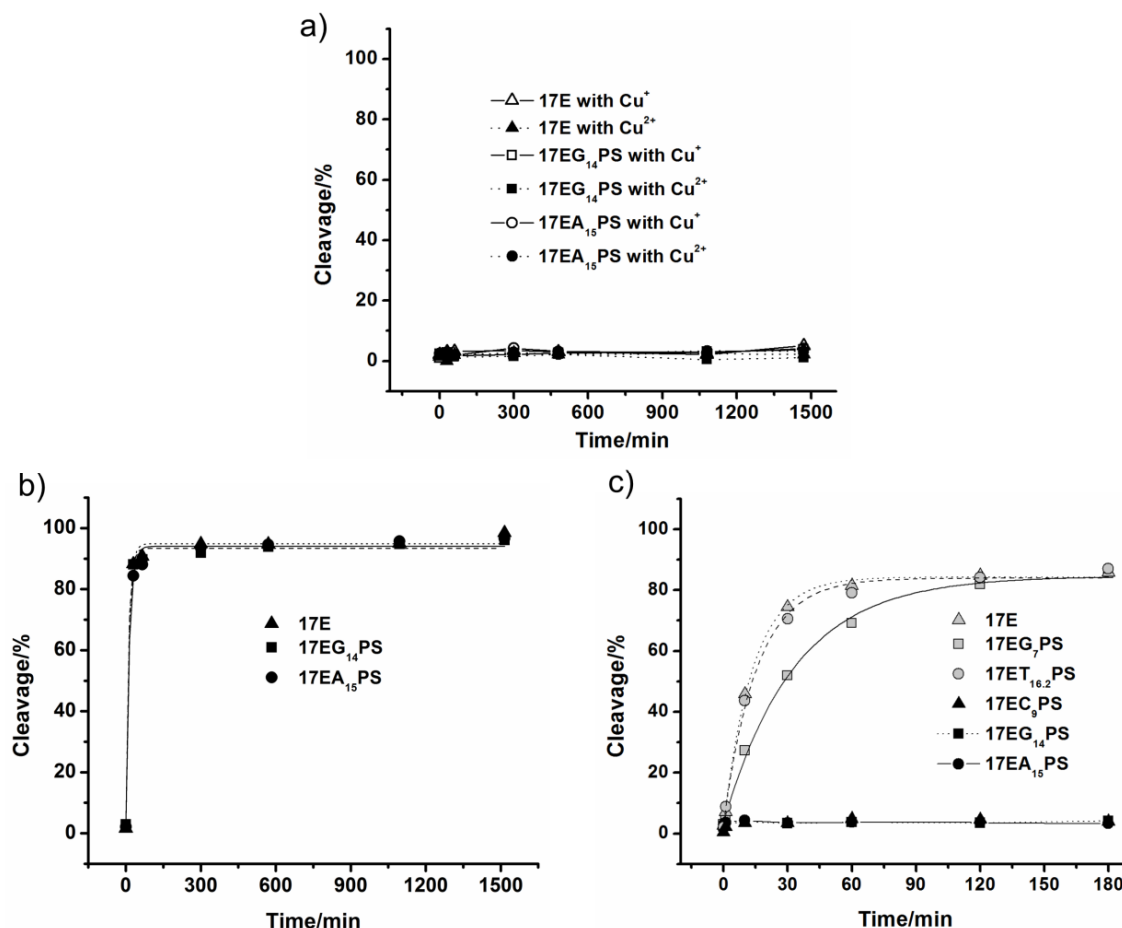 a)
100
80
60
40
20
0
Cleavage/%
17E with Cu⁺
17E with Cu²⁺
17EG₁₄PS with Cu⁺
17EG₁₄PS with Cu²⁺
17EA₁₅PS with Cu⁺
17EA₁₅PS with Cu²⁺
0 300 600 900 1200 1500
Time/min
b)
100
80
60
40
20
0
Cleavage/%
17E
17EG₁₄PS
17EA₁₅PS
0 300 600 900 1200 1500
Time/min
c)
100
80
60
40
20
0
Cleavage/%
17E
17EG₇PS
17ET₁₆.₂PS
17EC₉PS
17EG₁₄PS
17EA₁₅PS
0 30 60 90 120 150 180
Time/min